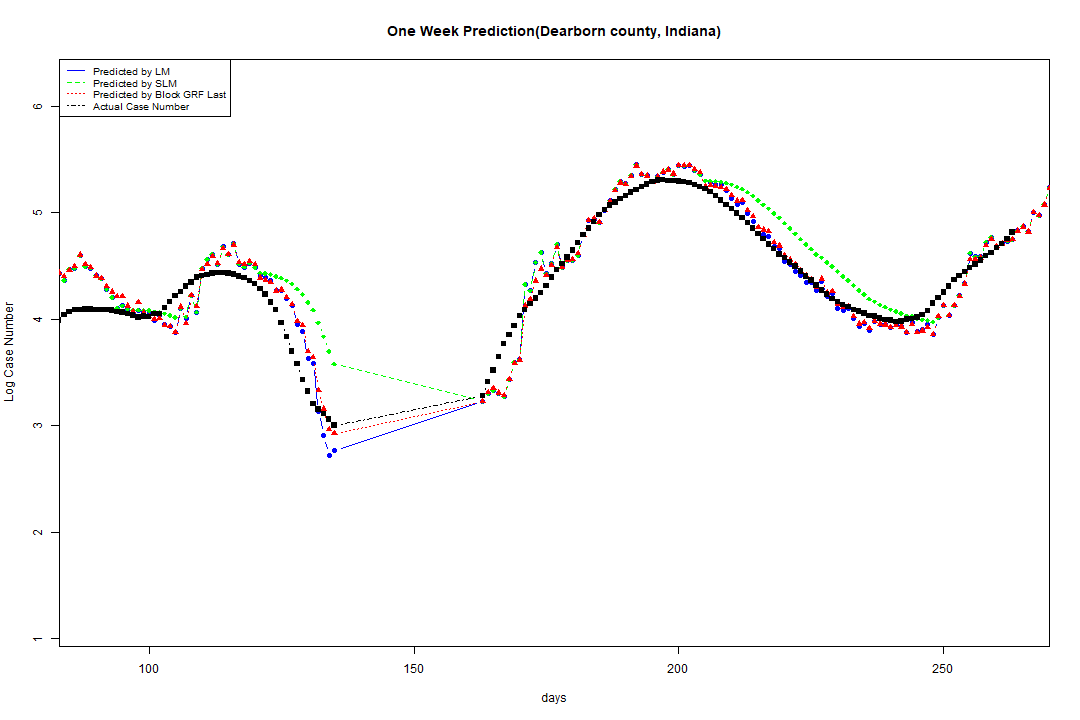 One Week Prediction(Dearborn county, Indiana)
Predicted by LM
Predicted by SLM
Predicted by Block GRF Last
Actual Case Number
6
5
4
3
2
1
Log Case Number
100 150 200 250
days